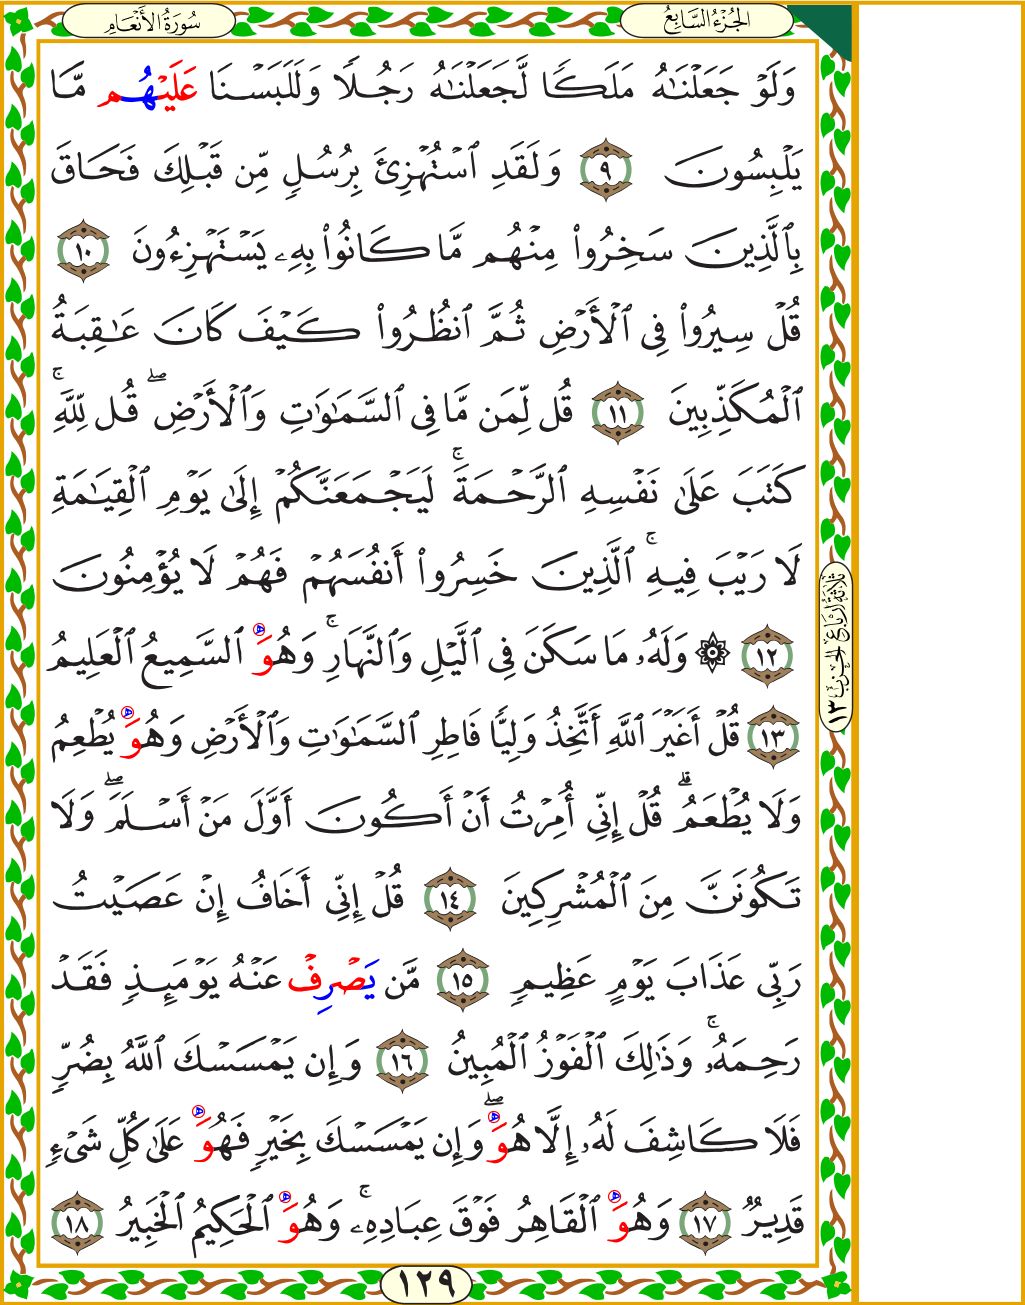 الجُزْءُ السَّابِعُ
سُورَةُ الأَنْعَامِ
وَلَوۡ جَعَلۡنَٰهُ مَلَكٗا لَّجَعَلۡنَٰهُ رَجُلٗا وَلَلَبَسۡنَا عَلَيۡهُم مَّا
يَلۡبِسُونَ ٩ وَلَقَدِ ٱسۡتُهۡزِئَ بِرُسُلٖ مِّن قَبۡلِكَ فَحَاقَ
بِٱلَّذِينَ سَخِرُواْ مِنۡهُم مَّا كَانُواْ بِهِۦ يَسۡتَهۡزِءُونَ ١٠
قُلۡ سِيرُواْ فِي ٱلۡأَرۡضِ ثُمَّ ٱنظُرُواْ كَيۡفَ كَانَ عَٰقِبَةُ
ٱلۡمُكَذِّبِينَ ١١ قُل لِّمَن مَّا فِي ٱلسَّمَٰوَٰتِ وَٱلۡأَرۡضِۖ قُل لِّلَّهِۚ
كَتَبَ عَلَىٰ نَفۡسِهِ ٱلرَّحۡمَةَۚ لَيَجۡمَعَنَّكُمۡ إِلَىٰ يَوۡمِ ٱلۡقِيَٰمَةِ
لَا رَيۡبَ فِيهِۚ ٱلَّذِينَ خَسِرُوٓاْ أَنفُسَهُمۡ فَهُمۡ لَا يُؤۡمِنُونَ
١٢ ۞ وَلَهُۥ مَا سَكَنَ فِي ٱلَّيۡلِ وَٱلنَّهَارِۚ وَهُوَ ٱلسَّمِيعُ ٱلۡعَلِيمُ
١٣ قُلۡ أَغَيۡرَ ٱللَّهِ أَتَّخِذُ وَلِيّٗا فَاطِرِ ٱلسَّمَٰوَٰتِ وَٱلۡأَرۡضِ وَهُوَ يُطۡعِمُ
وَلَا يُطۡعَمُۗ قُلۡ إِنِّيٓ أُمِرۡتُ أَنۡ أَكُونَ أَوَّلَ مَنۡ أَسۡلَمَۖ وَلَا
تَكُونَنَّ مِنَ ٱلۡمُشۡرِكِينَ ١٤ قُلۡ إِنِّيٓ أَخَافُ إِنۡ عَصَيۡتُ
رَبِّي عَذَابَ يَوۡمٍ عَظِيمٖ ١٥ مَّن يَصۡرِفۡ عَنۡهُ يَوۡمَئِذٖ فَقَدۡ
رَحِمَهُۥۚ وَذَٰلِكَ ٱلۡفَوۡزُ ٱلۡمُبِينُ ١٦ وَإِن يَمۡسَسۡكَ ٱللَّهُ بِضُرّٖ
فَلَا كَاشِفَ لَهُۥٓ إِلَّا هُوَۖ وَإِن يَمۡسَسۡكَ بِخَيۡرٖ فَهُوَ عَلَىٰ كُلِّ شَيۡءٖ
قَدِيرٞ ١٧ وَهُوَ ٱلۡقَاهِرُ فَوۡقَ عِبَادِهِۦۚ وَهُوَ ٱلۡحَكِيمُ ٱلۡخَبِيرُ ١٨
ثَلَاثَةُ أَرْبَاعِ الحِزْبِ ١٣
١٢٩